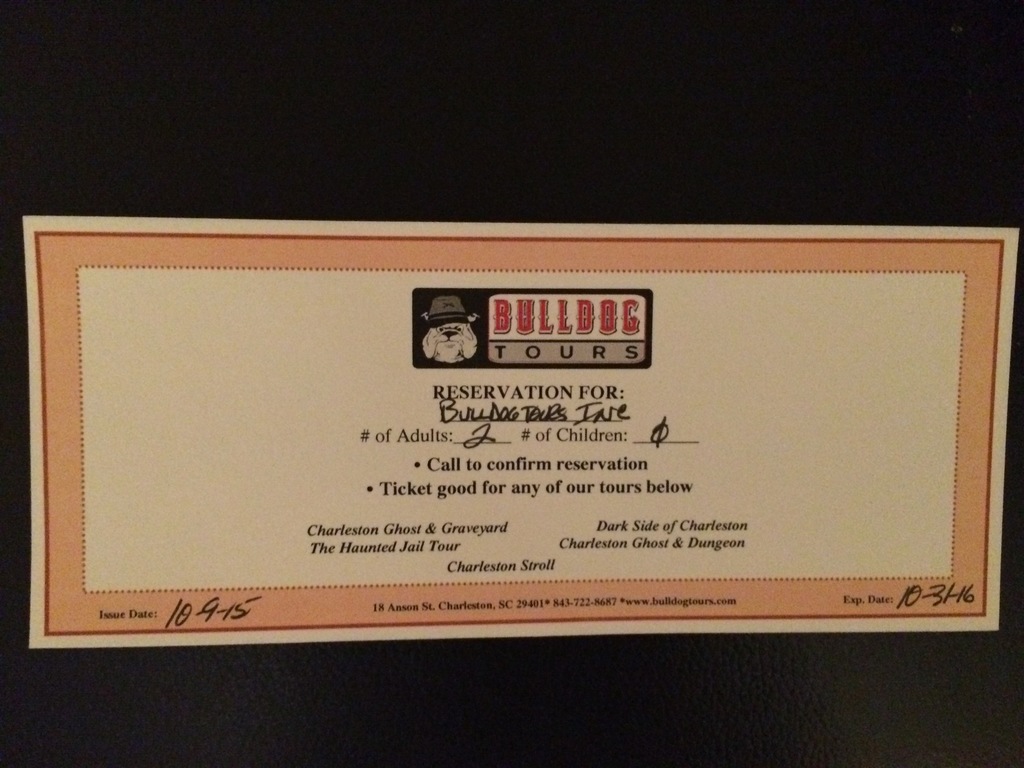 BULLDOG
TOURS
RESERVATION FOR:
BULLDOG TOURS Inc
# of Adults: 2 # of Children: 0
• Call to confirm reservation
• Ticket good for any of our tours below
Charleston Ghost & Graveyard Dark Side of Charleston
The Haunted Jail Tour Charleston Ghost & Dungeon
Charleston Stroll
Issue Date: 10-9-15 18 Anson St. Charleston, SC 29401* 843-722-8687 *www.bulldogtours.com Exp. Date: 10-31-16